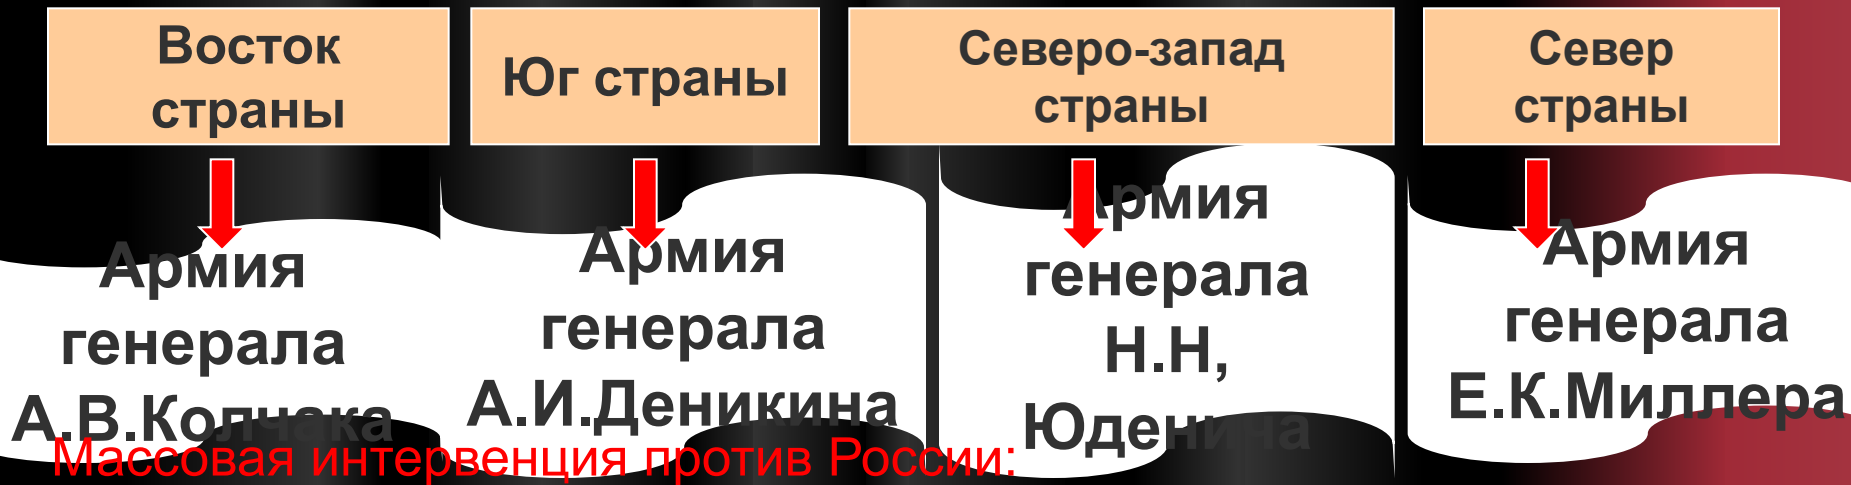 Восток
страны
Юг страны
Северо-запад
страны
Север
страны
Армия
генерала
А.В.Колчака
Армия
генерала
А.И.Деникина
Армия
генерала
Н.Н,
Юденича
Армия
генерала
Е.К.Миллера
Массовая интервенция против России: